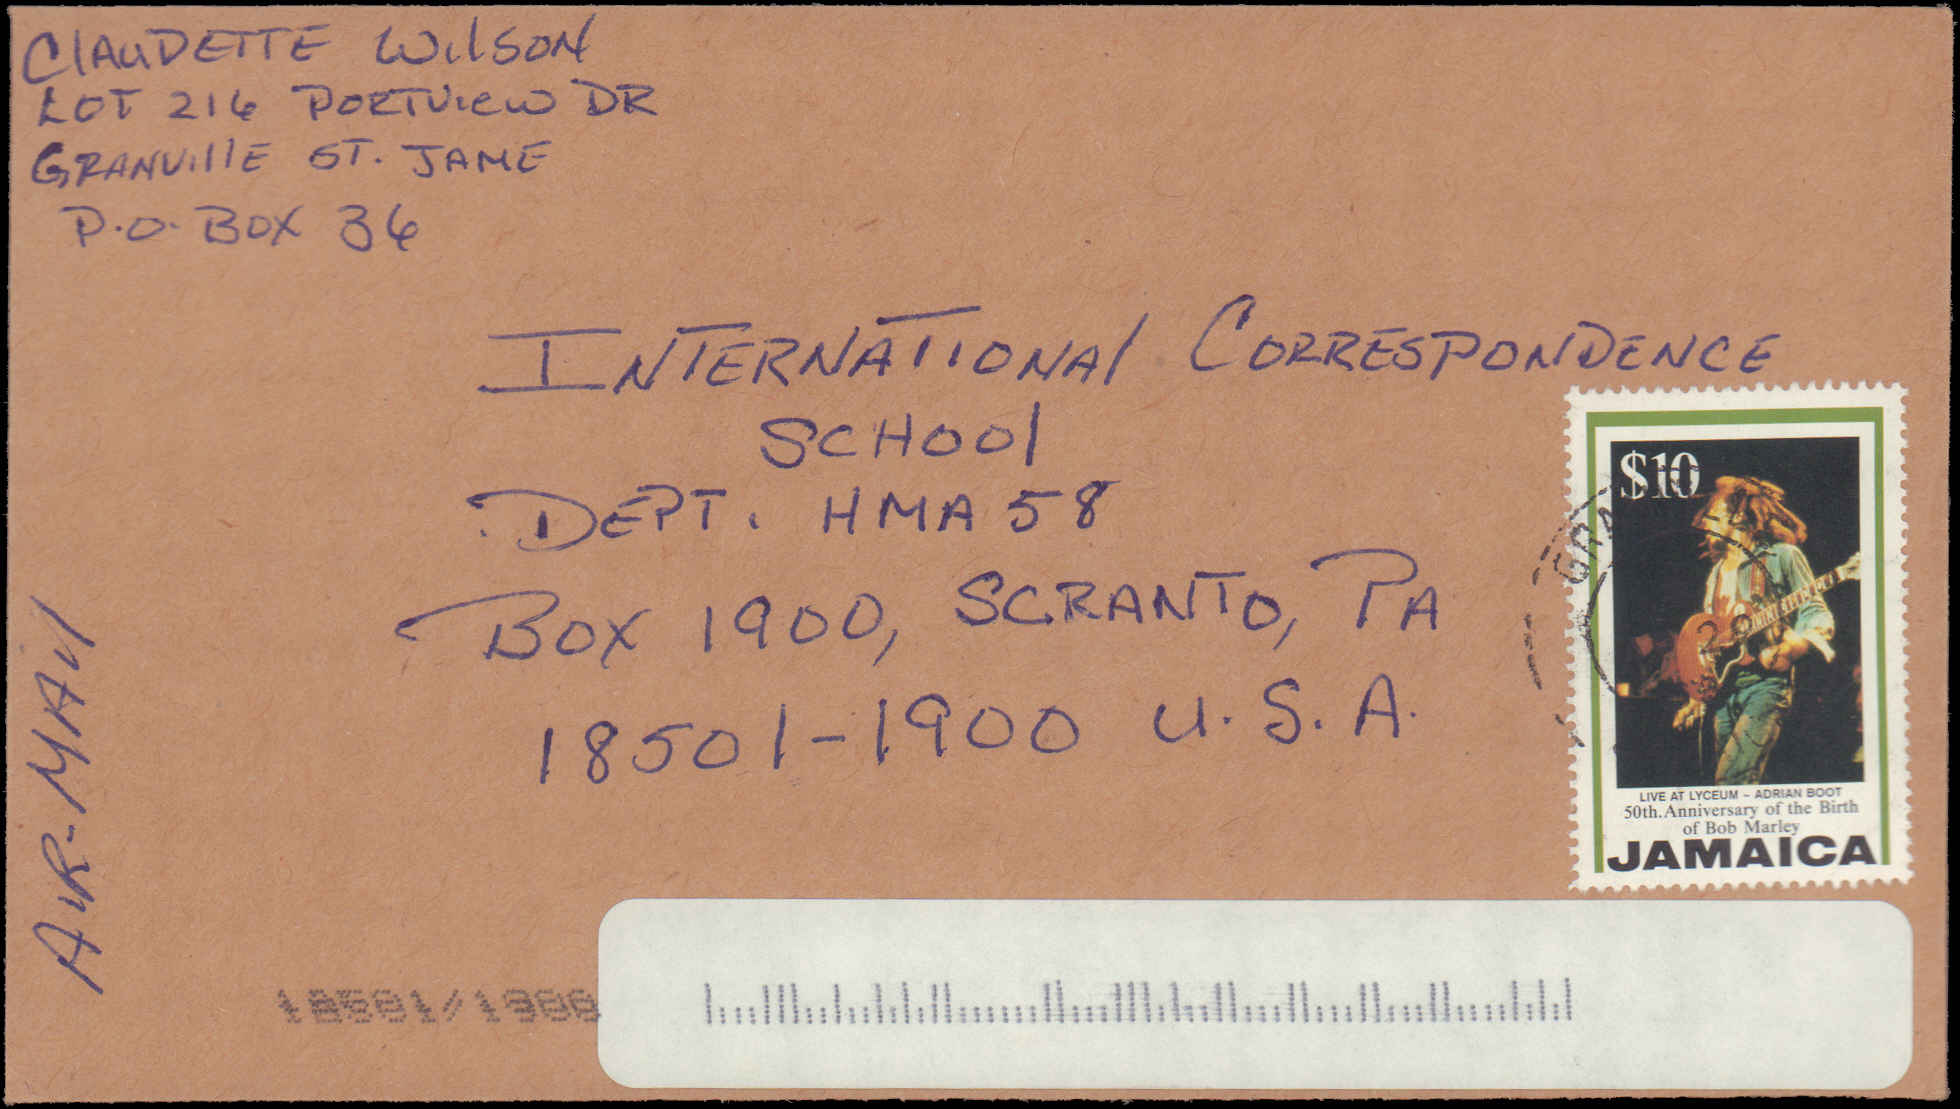 ClAuDETTE WilSON
LOT 216 PORTView DR
GRANVillE ST. JAME
P.O. BOX 36
INTERNATIONAl CORRESPONDENCE
SCHOOl
DEPT. HMA 58
BOX 1900, SCRANTO, PA
18501-1900 U.S.A.
AiR-MAil
$10
LIVE AT LYCEUM - ADRIAN BOOT
50th. Anniversary of the Birth
of Bob Marley
JAMAICA
18501/1900